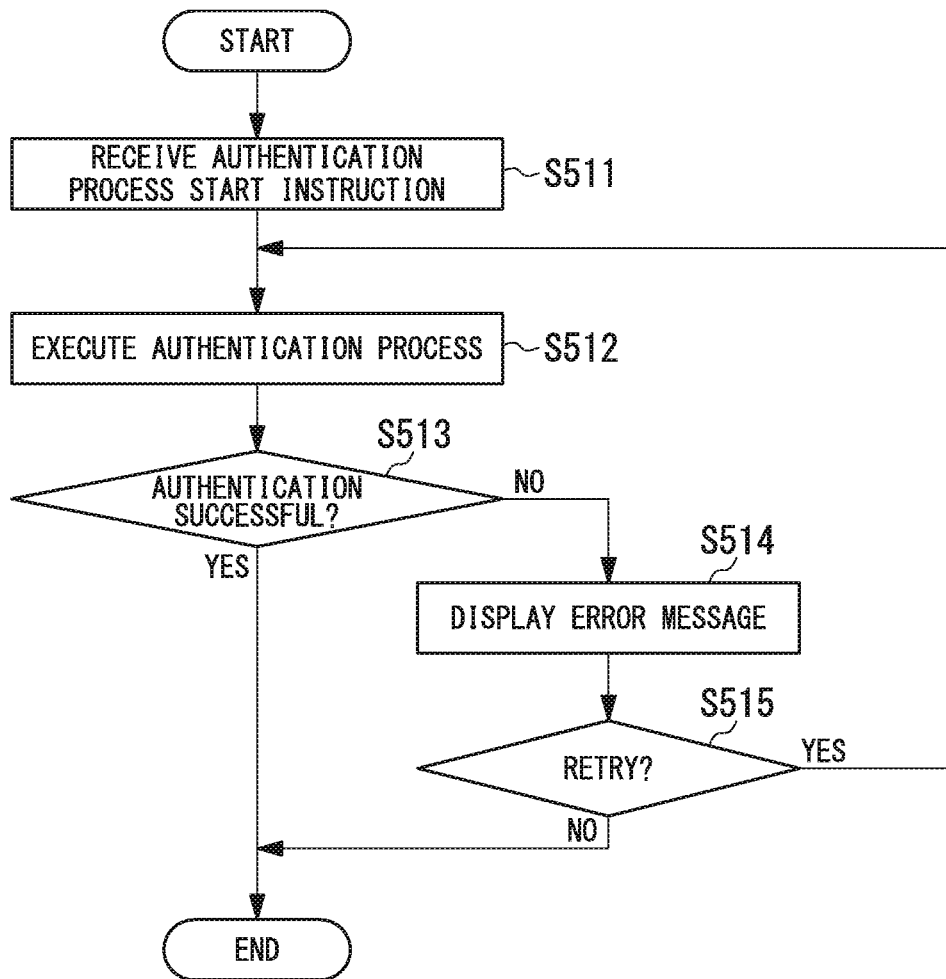 START
RECEIVE AUTHENTICATION
PROCESS START INSTRUCTION
S511
EXECUTE AUTHENTICATION PROCESS
S512
S513
AUTHENTICATION
SUCCESSFUL?
NO
YES
S514
DISPLAY ERROR MESSAGE
S515
RETRY?
YES
NO
END